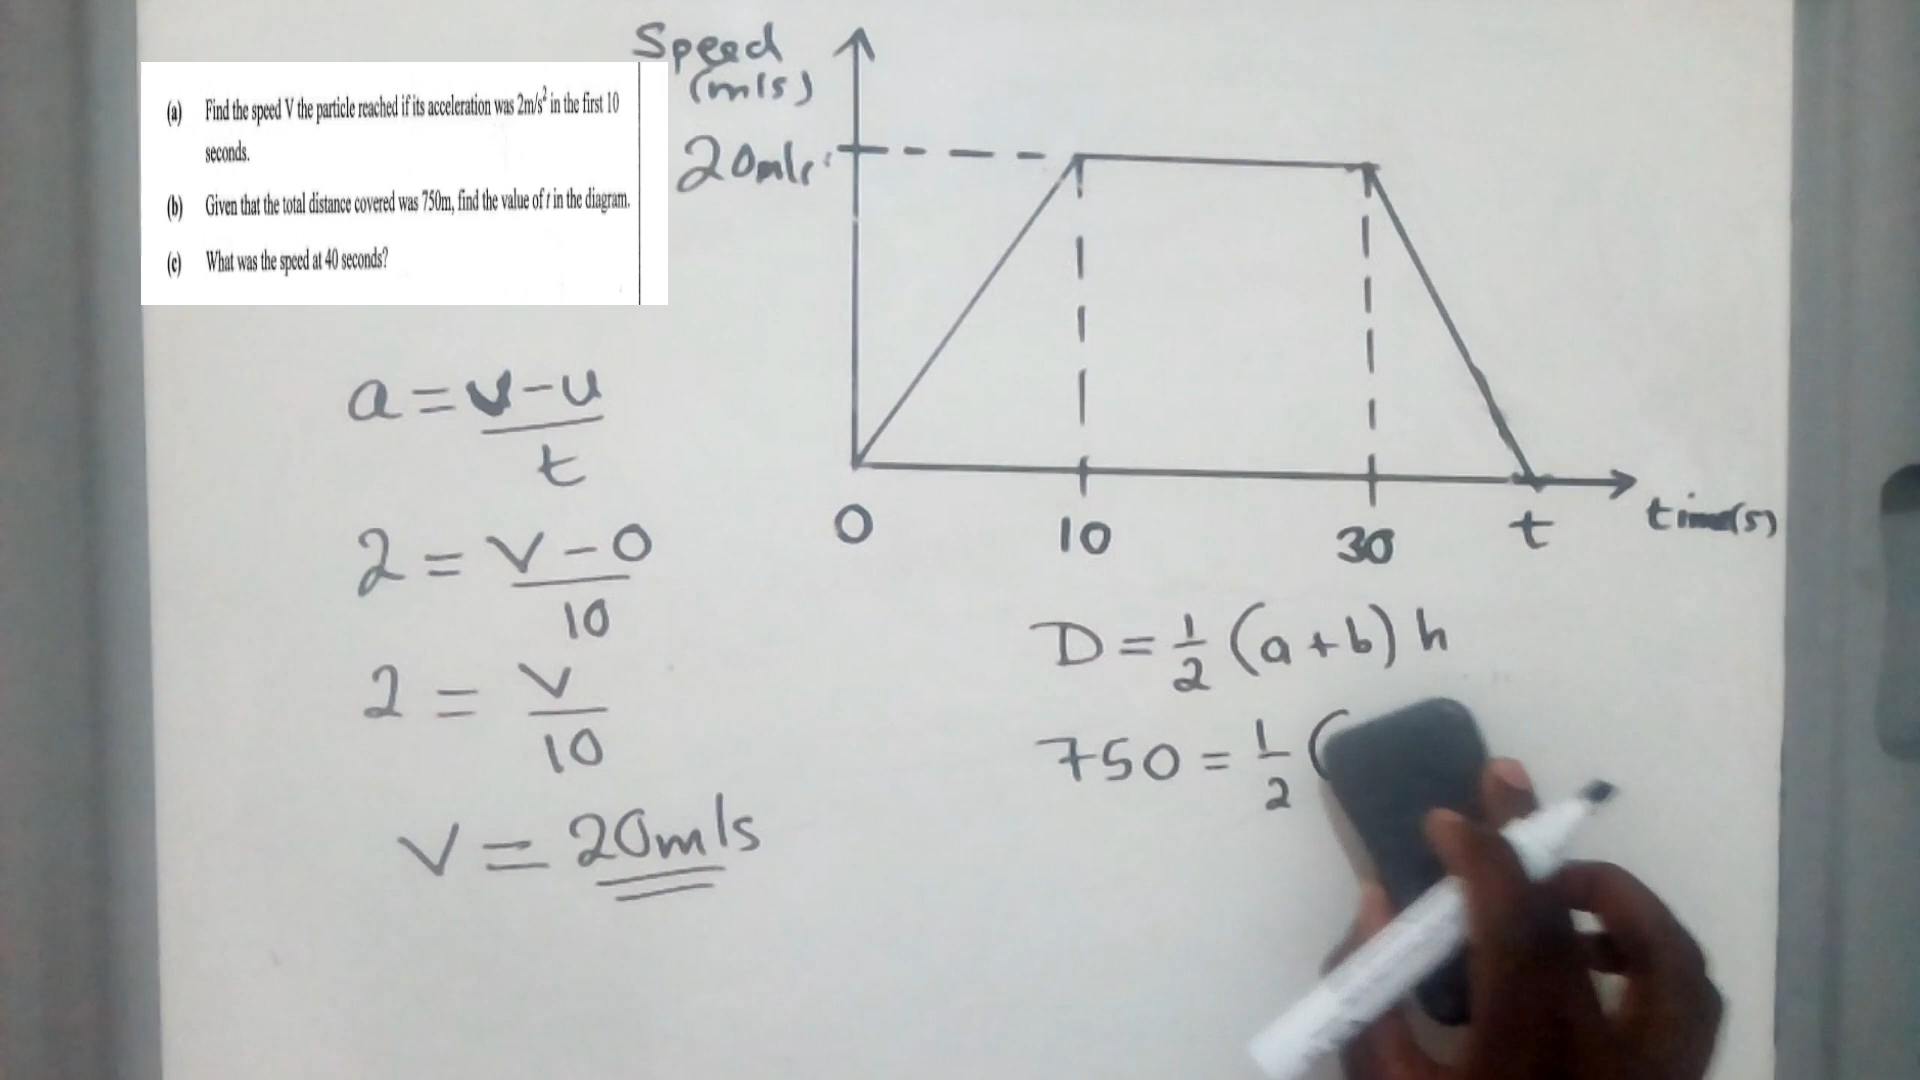 (a) Find the speed V the particle reached if its acceleration was 2m/s² in the first 10
seconds.
(b) Given that the total distance covered was 750m, find the value of t in the diagram.
(c) What was the speed at 40 seconds?
Speed
(m/s)
20m/s
0 10 30 t time(s)
a = v - u
t
2 = v - 0
10
2 = v
10
v = 20m/s
D = 1/2 (a + b) h
750 = 1/2 (